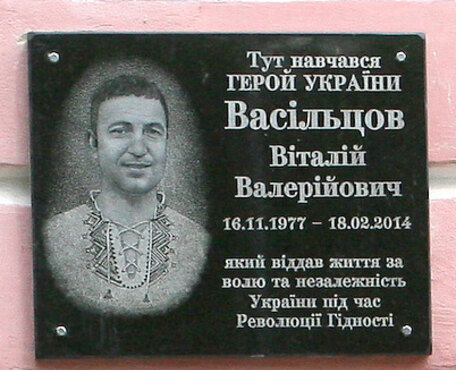 Тут навчався
ГЕРОЙ УКРАЇНИ
Васільцов
Віталій
Валерійович
16.11.1977 – 18.02.2014
який віддав життя за
волю та незалежність
України під час
Революції Гідності